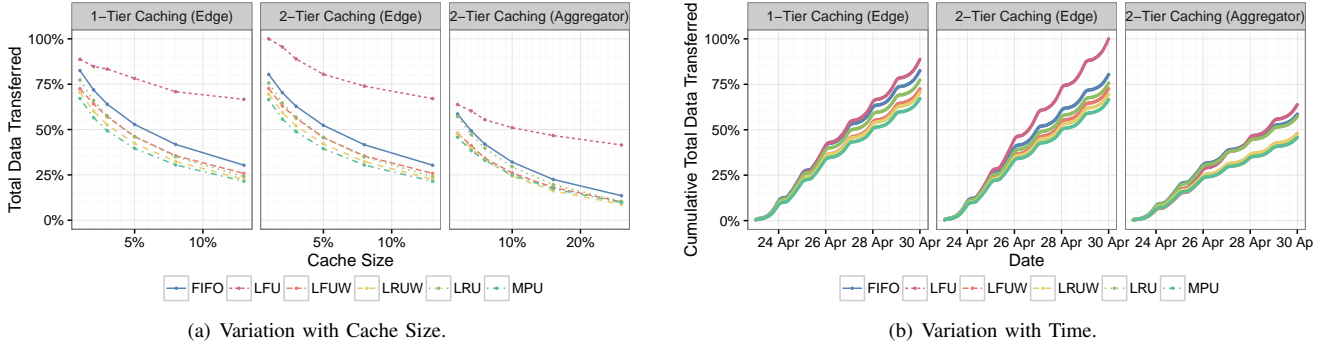 1−Tier Caching (Edge) 2−Tier Caching (Edge) 2−Tier Caching (Aggregator)
100%
75%
50%
25%
0%
Total Data Transferred
5% 10% 5% 10% 10% 20%
Cache Size
FIFO LFU LFUW LRUW LRU MPU
(a) Variation with Cache Size.
1−Tier Caching (Edge) 2−Tier Caching (Edge) 2−Tier Caching (Aggregator)
100%
75%
50%
25%
0%
Cumulative Total Data Transferred
24 Apr 26 Apr 28 Apr 30 Apr 24 Apr 26 Apr 28 Apr 30 Apr 24 Apr 26 Apr 28 Apr 30 Ap
Date
FIFO LFU LFUW LRUW LRU MPU
(b) Variation with Time.